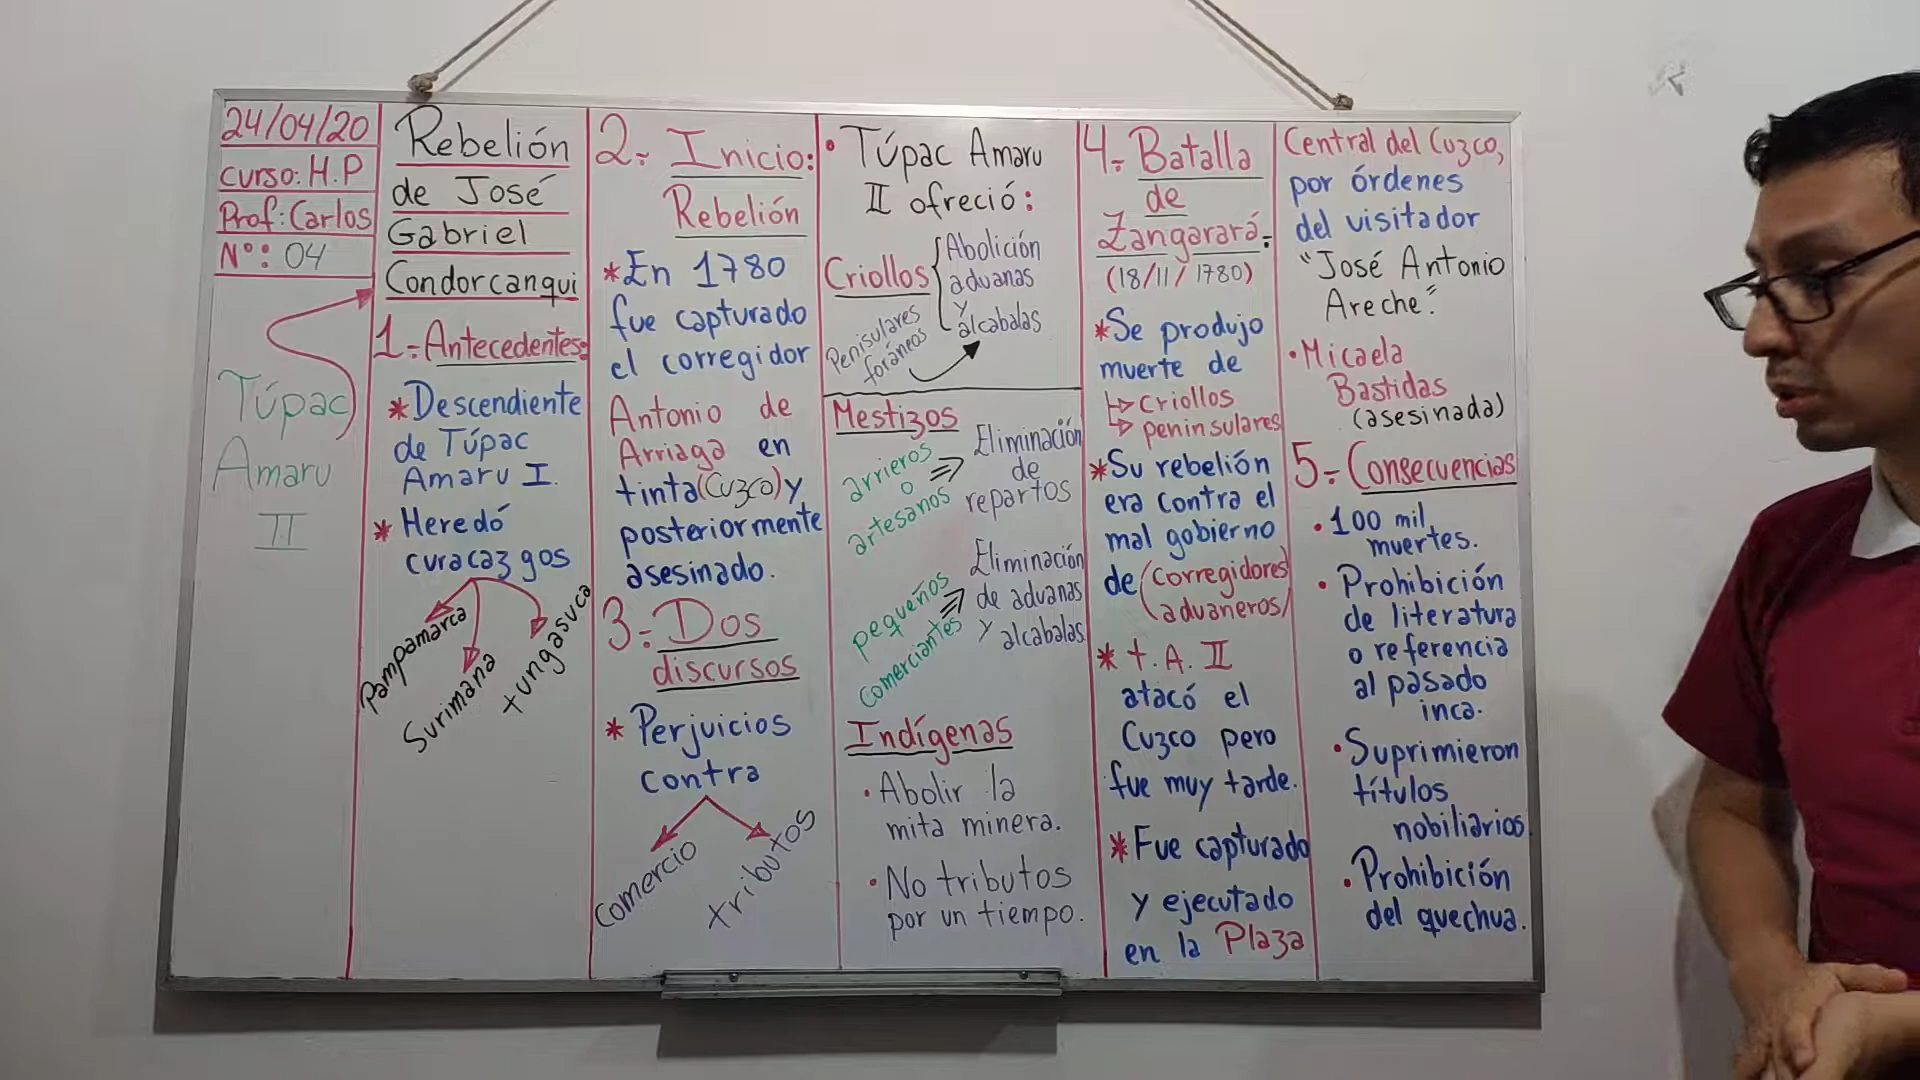 24/04/20
curso: H.P
Prof: Carlos
N°: 04
Túpac
Amaru
II
Rebelión
de José
Gabriel
Condorcanqui
1.- Antecedentes:
* Descendiente
de Túpac
Amaru I.
* Heredó
curacazgos
Pampamarca
Surimana
tungasuca
2.- Inicio:
Rebelión
* En 1780
fue capturado
el corregidor
Antonio de
Arriaga en
tinta (Cuzco) y
posteriormente
asesinado.
3.- Dos
discursos
* Perjuicios
contra
Comercio
tributos
• Túpac Amaru
II ofreció:
Criollos
Abolición
aduanas
y
alcabalas
Penisulares
foráneos
Mestizos
arrieros
o
artesanos
Eliminación
de
repartos
pequeños
comerciantes
Eliminación
de aduanas
y alcabalas
Indígenas
• Abolir la
mita minera.
• No tributos
por un tiempo.
4.- Batalla
de
Zangarará:
(18/11/1780)
* Se produjo
muerte de
criollos
peninsulares
* Su rebelión
era contra el
mal gobierno
de (corregidores
aduaneros)
* t. A. II
atacó el
Cuzco pero
fue muy tarde.
* Fue capturado
y ejecutado
en la Plaza
Central del Cuzco,
por órdenes
del visitador
"José Antonio
Areche".
• Micaela
Bastidas
(asesinada)
5.- Consecuencias
• 100 mil
muertes.
• Prohibición
de literatura
o referencia
al pasado
inca.
• Suprimieron
títulos
nobiliarios
• Prohibición
del quechua.